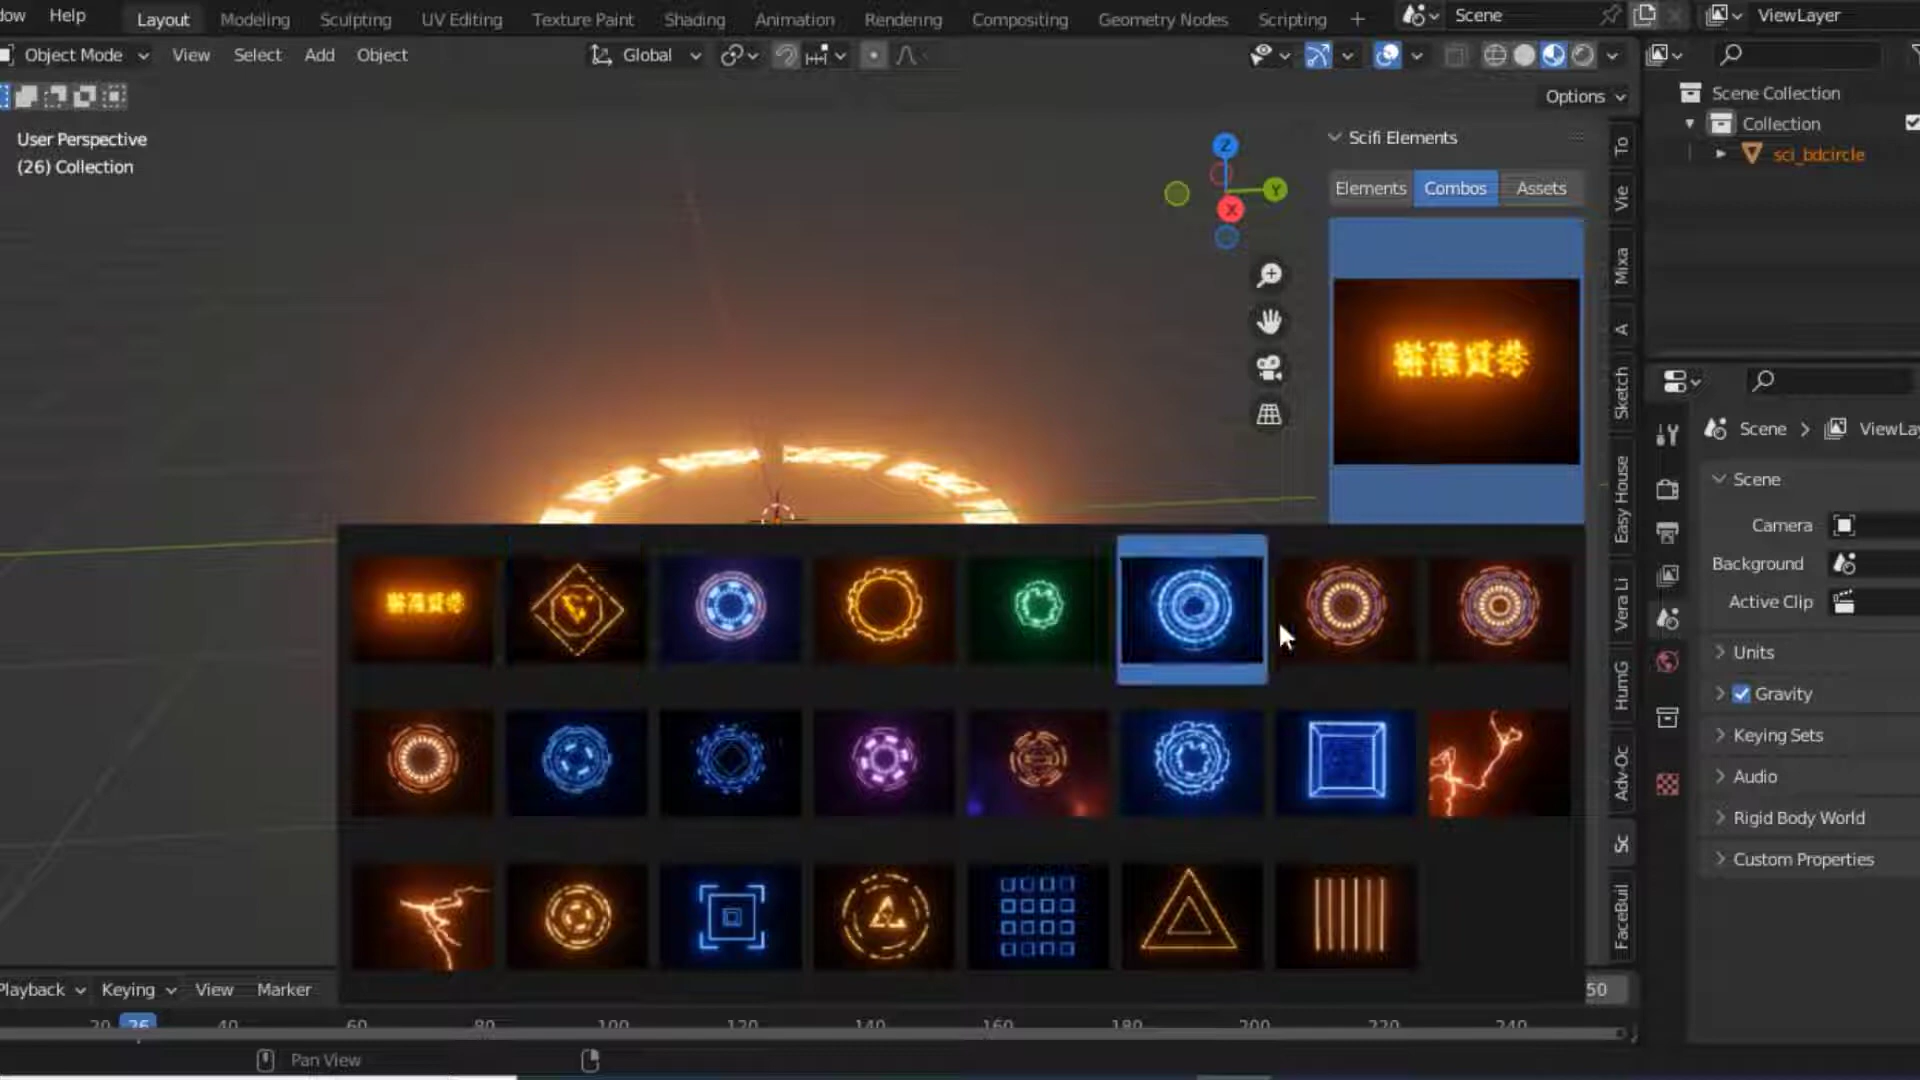 dow Help Layout Modeling Sculpting UV Editing Texture Paint Shading Animation Rendering Compositing Geometry Nodes Scripting + Scene ViewLayer
Object Mode View Select Add Object Global
Options
User Perspective
(26) Collection
Z
Y
X
Scifi Elements
Elements Combos Assets
To
Vie
Mixa
A
Sketch
Easy House
Vera Li
HumG
Adv-Oc
Sc
FaceBuil
Scene Collection
Collection
sci_bdcircle
Scene > ViewLay
Scene
Camera
Background
Active Clip
Units
Gravity
Keying Sets
Audio
Rigid Body World
Custom Properties
Playback Keying View Marker 50
20 26 40 60 80 100 120 140 160 180 200 220 240
Pan View